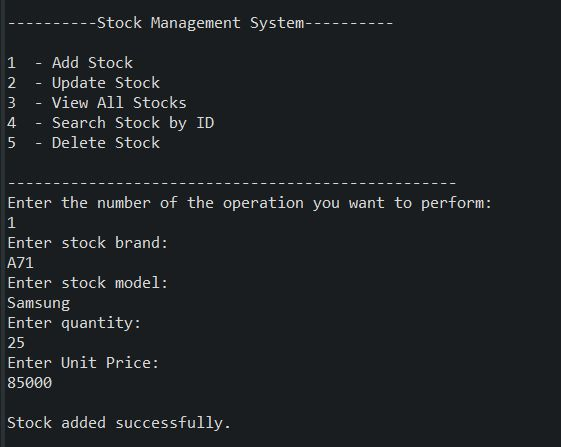 ----------Stock Management System----------
1  - Add Stock
2  - Update Stock
3  - View All Stocks
4  - Search Stock by ID
5  - Delete Stock
--------------------------------------------------
Enter the number of the operation you want to perform:
1
Enter stock brand:
A71
Enter stock model:
Samsung
Enter quantity:
25
Enter Unit Price:
85000
Stock added successfully.